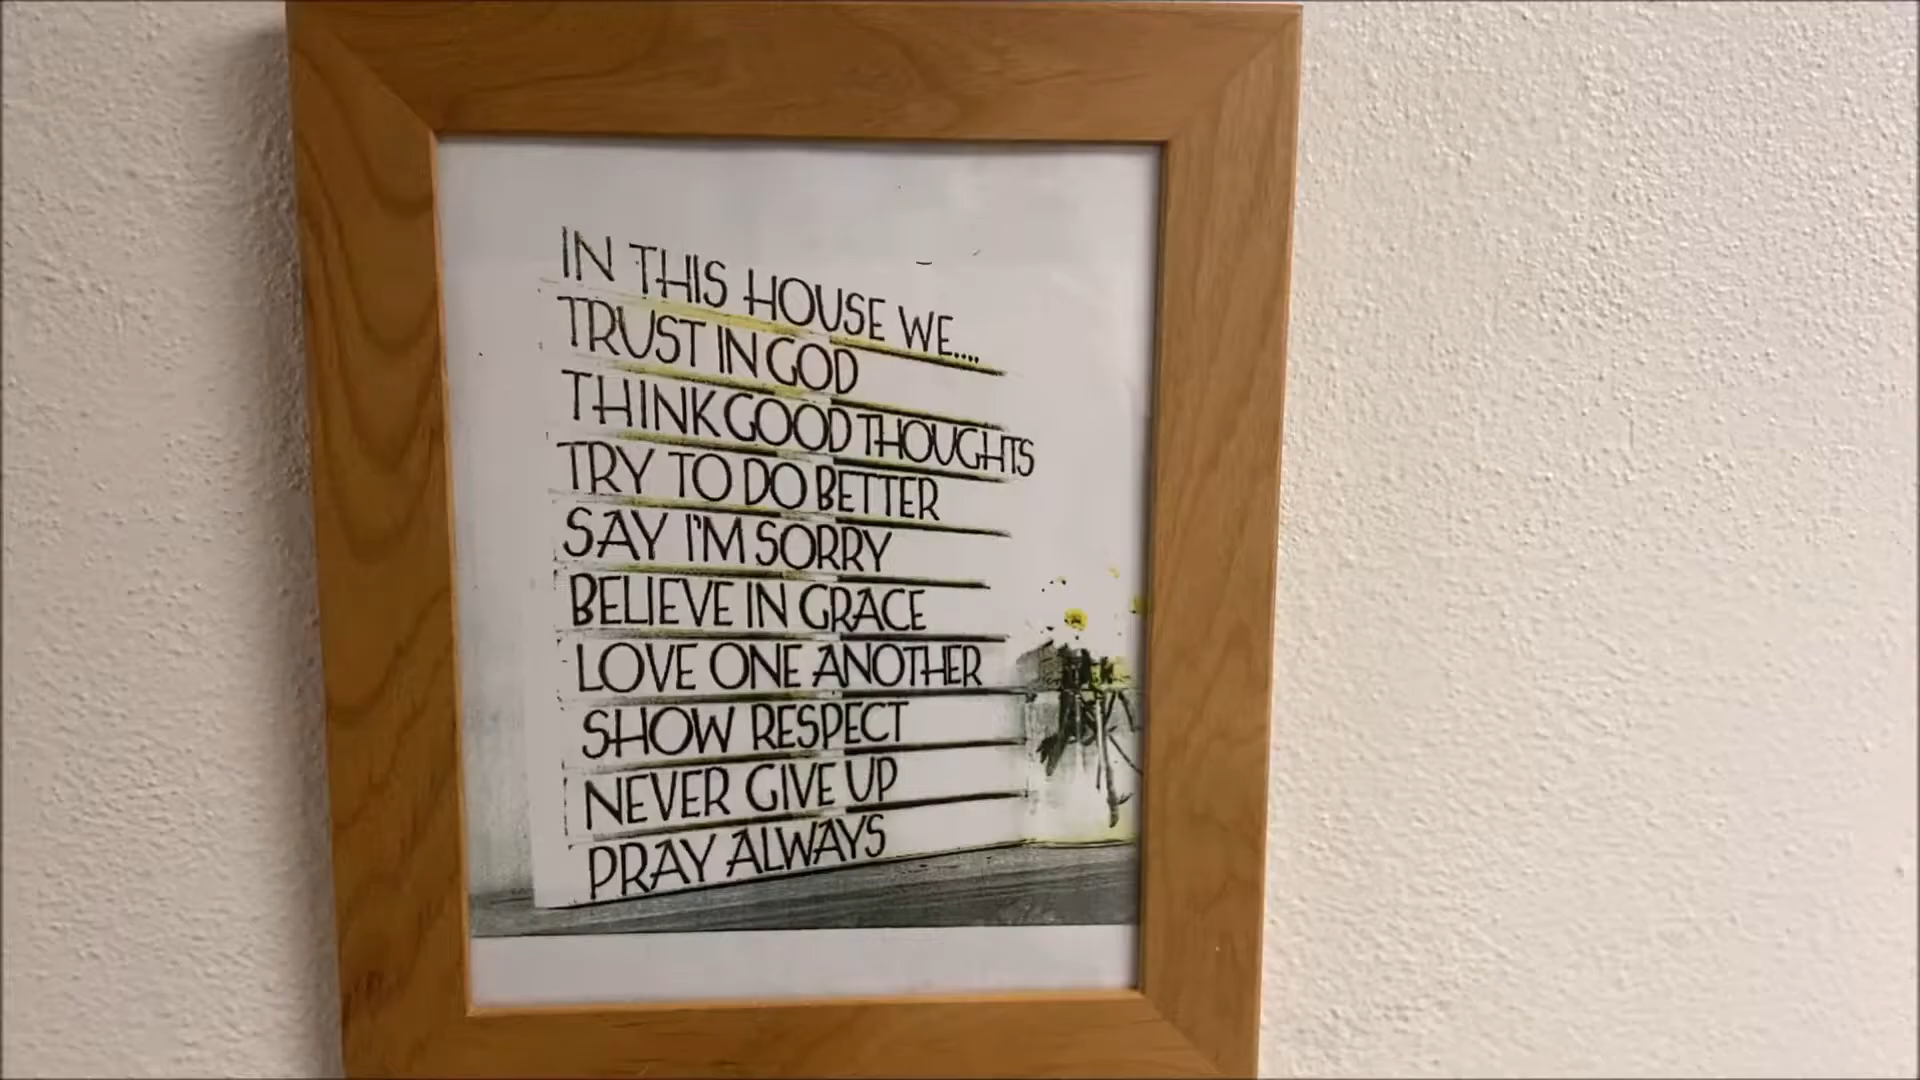 IN THIS HOUSE WE....
TRUST IN GOD
THINK GOOD THOUGHTS
TRY TO DO BETTER
SAY I'M SORRY
BELIEVE IN GRACE
LOVE ONE ANOTHER
SHOW RESPECT
NEVER GIVE UP
PRAY ALWAYS